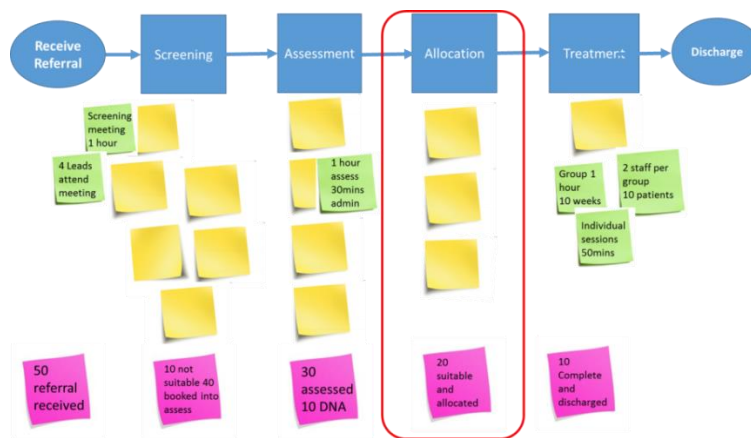 Receive
Referral
Screening
Assessment
Allocation
Treatment
Discharge
Screening
meeting
1 hour
4 Leads
attend
meeting
1 hour
assess
30mins
admin
Group 1
hour
10 weeks
2 staff per
group
10 patients
Individual
sessions
50mins
50
referral
received
10 not
suitable 40
booked into
assess
30
assessed
10 DNA
20
suitable
and
allocated
10
Complete
and
discharged